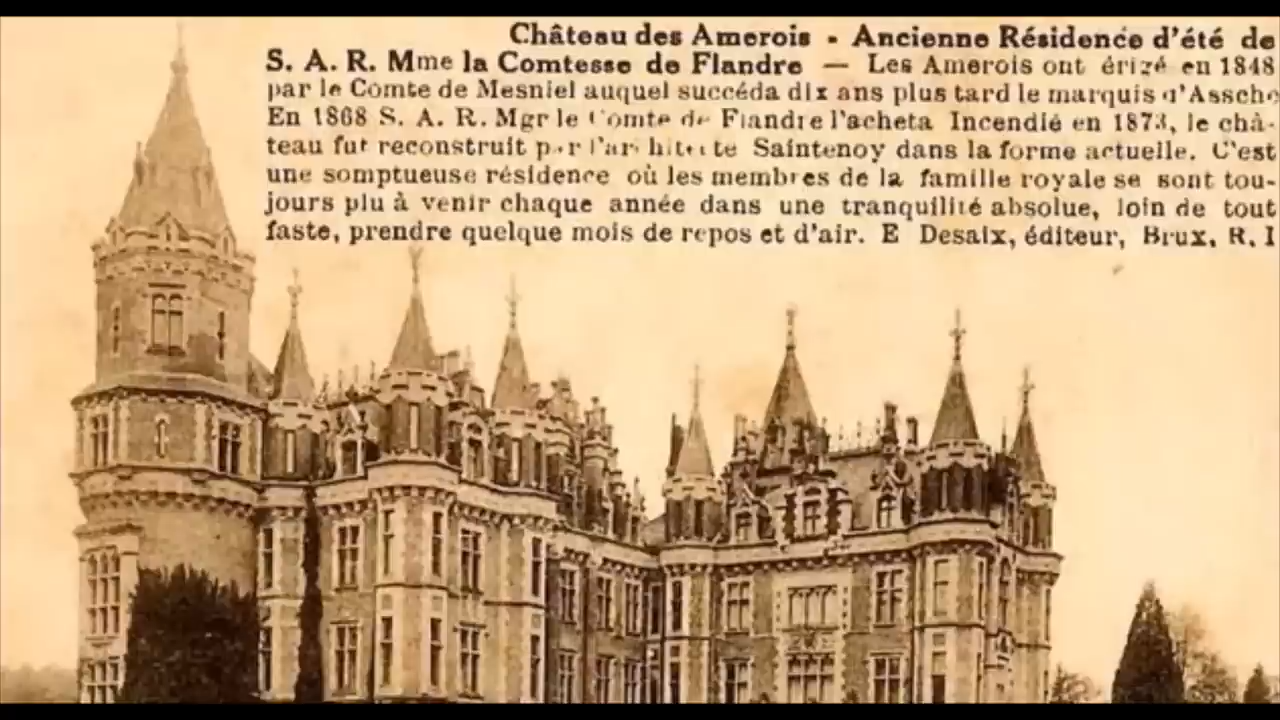 Château des Amerois - Ancienne Résidence d'été de
S. A. R. Mme la Comtesse de Flandre — Les Amerois ont érigé en 1848
par le Comte de Mesniel auquel succéda dix ans plus tard le marquis d'Assche
En 1868 S. A. R. Mgr le Comte de Flandre l'acheta Incendié en 1873, le châ-
teau fut reconstruit par l'architecte Saintenoy dans la forme actuelle. C'est
une somptueuse résidence où les membres de la famille royale se sont tou-
jours plu à venir chaque année dans une tranquilité absolue, loin de tout
faste, prendre quelque mois de repos et d'air. E Desaix, éditeur, Brux. R. I